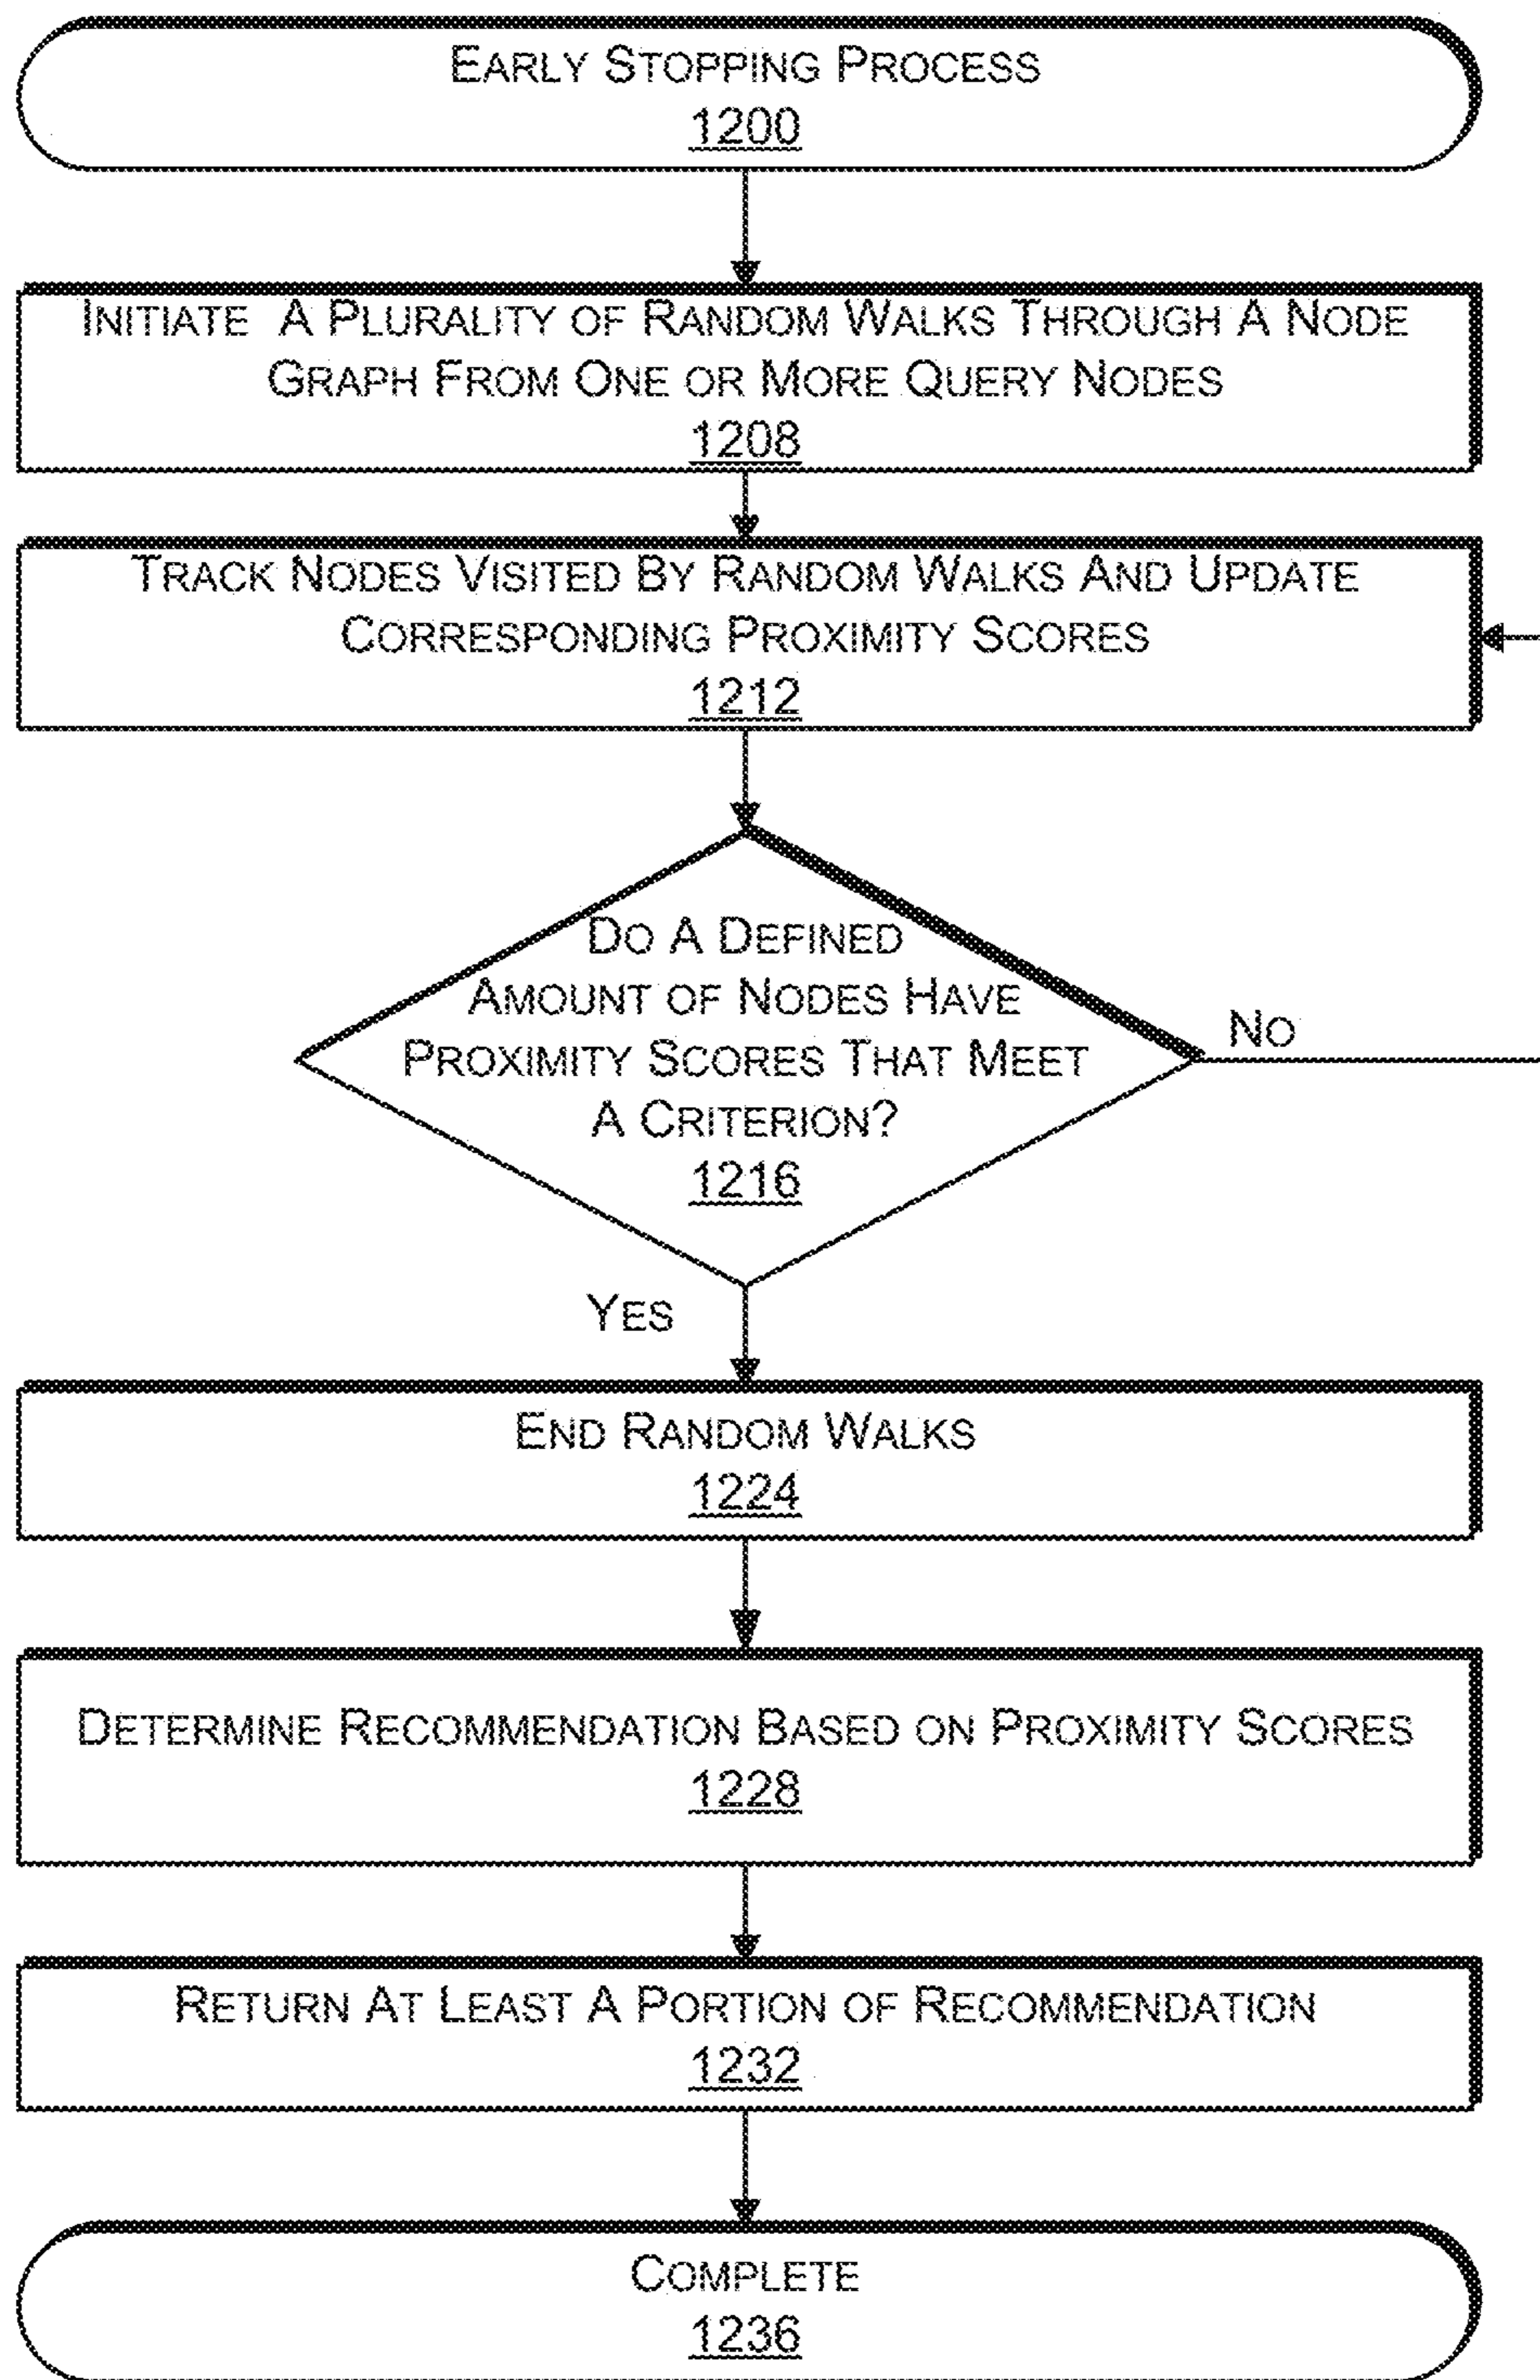 EARLY STOPPING PROCESS
1200
INITIATE A PLURALITY OF RANDOM WALKS THROUGH A NODE
GRAPH FROM ONE OR MORE QUERY NODES
1208
TRACK NODES VISITED BY RANDOM WALKS AND UPDATE
CORRESPONDING PROXIMITY SCORES
1212
DO A DEFINED
AMOUNT OF NODES HAVE
PROXIMITY SCORES THAT MEET
A CRITERION?
1216
NO
YES
END RANDOM WALKS
1224
DETERMINE RECOMMENDATION BASED ON PROXIMITY SCORES
1228
RETURN AT LEAST A PORTION OF RECOMMENDATION
1232
COMPLETE
1236